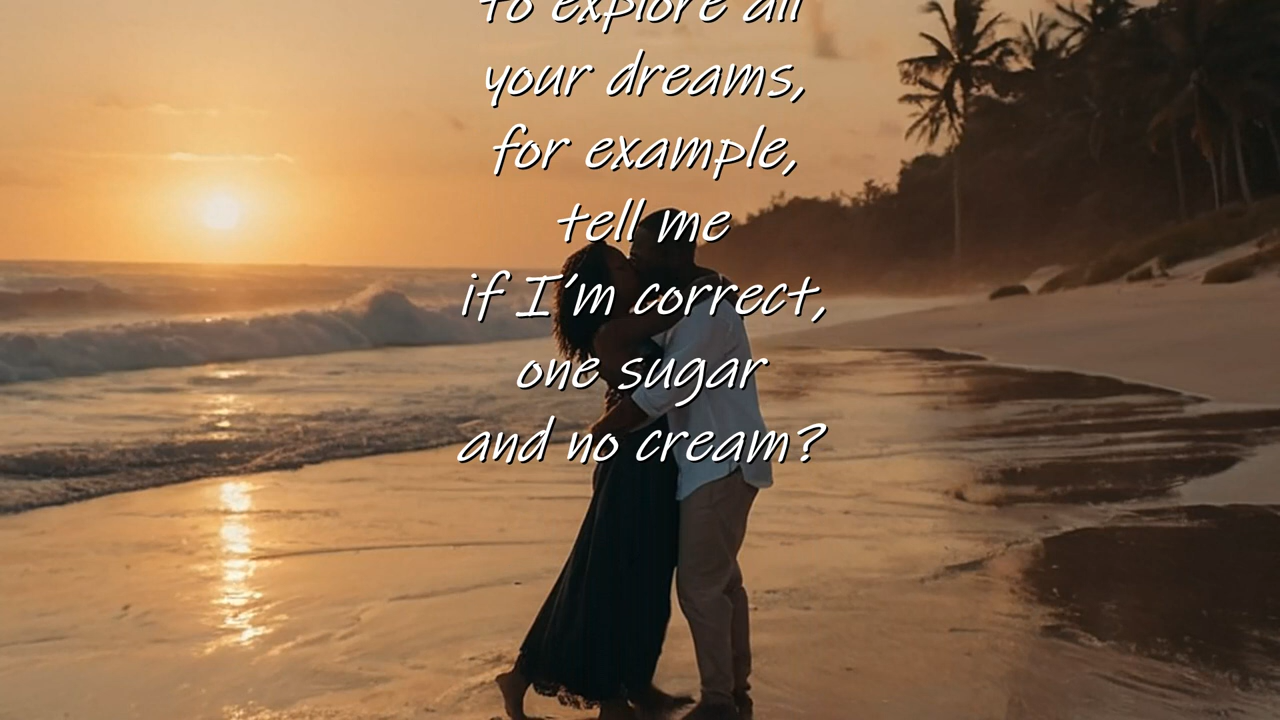 to explore all
your dreams,
for example,
tell me
if I'm correct,
one sugar
and no cream?